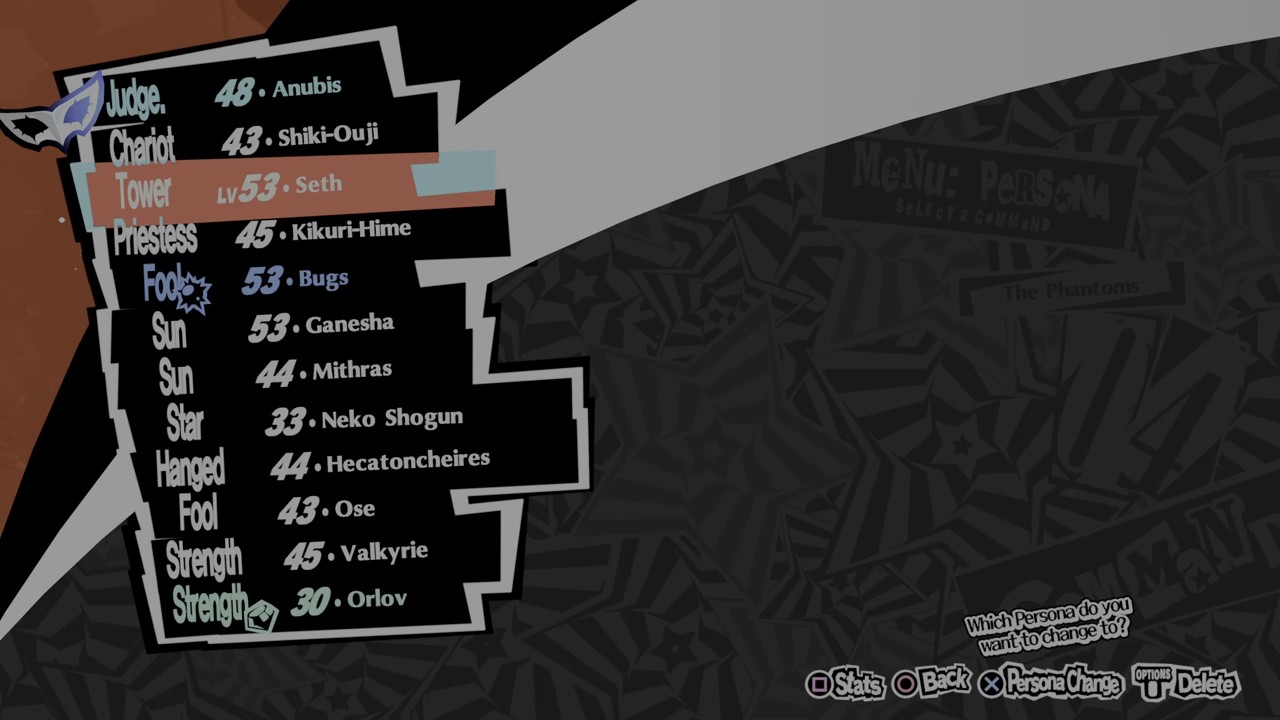 Judge. 48 • Anubis
Chariot 43 • Shiki-Ouji
Tower LV53 • Seth
Priestess 45 • Kikuri-Hime
Fool 53 • Bugs
Sun 53 • Ganesha
Sun 44 • Mithras
Star 33 • Neko Shogun
Hanged 44 • Hecatoncheires
Fool 43 • Ose
Strength 45 • Valkyrie
Strength 30 • Orlov
MeNu: PeRSoNA
SeLeCT a CoMMaND
The Phantoms
CoMMaN
Which Persona do you
want to change to?
Stats Back Persona Change OPTIONS Delete